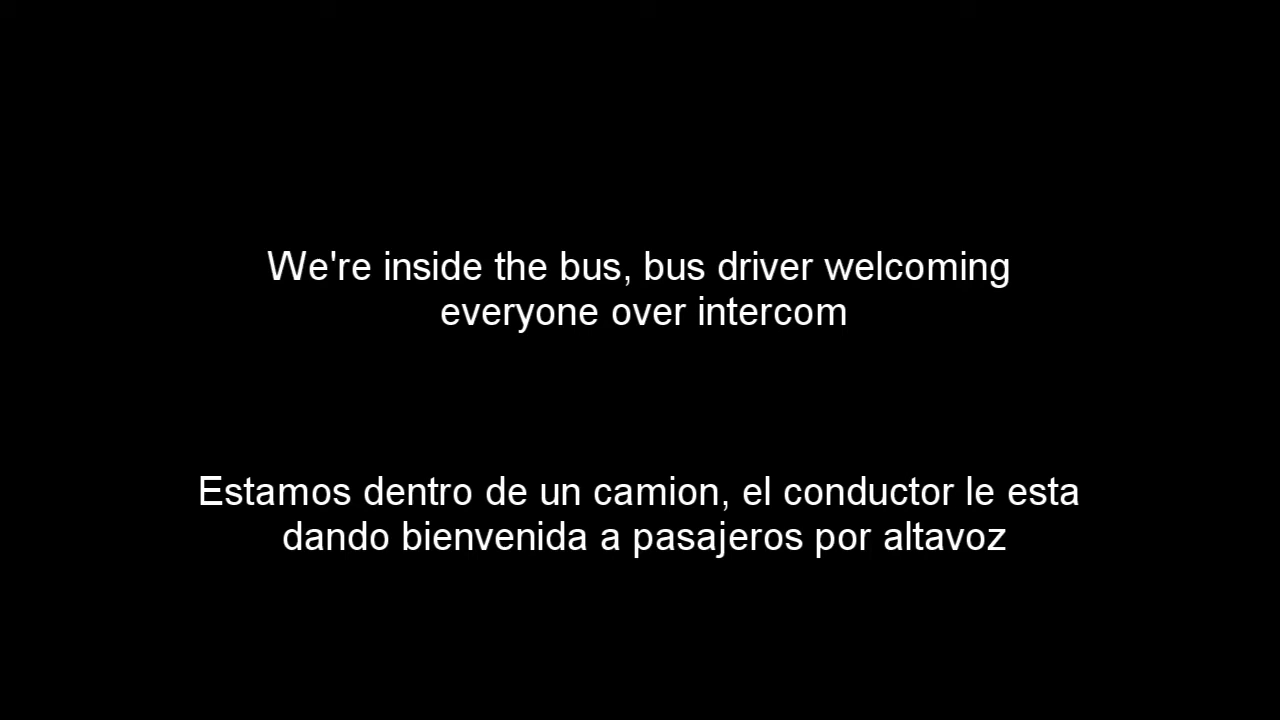 We're inside the bus, bus driver welcoming
everyone over intercom
Estamos dentro de un camion, el conductor le esta
dando bienvenida a pasajeros por altavoz